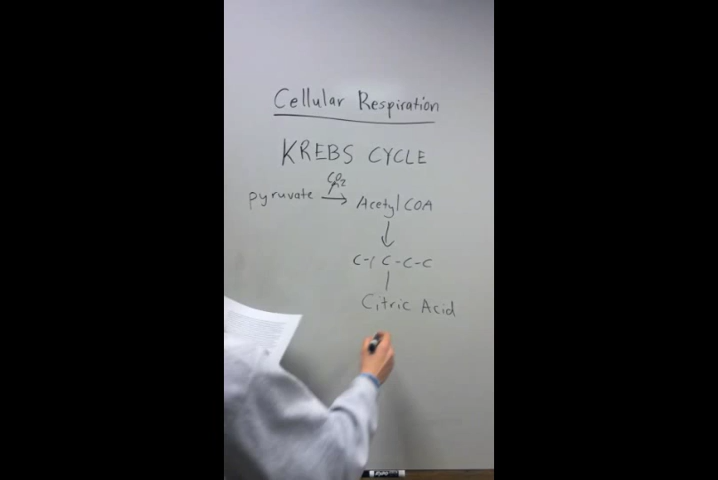 Cellular Respiration
KREBS CYCLE
CO2
pyruvate → Acetyl COA
C-C-C-C
Citric Acid